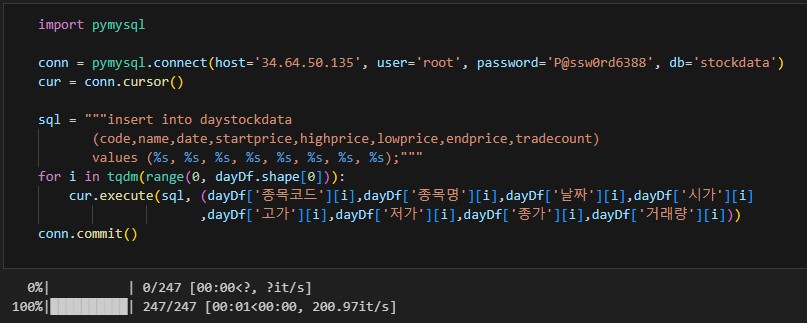 import pymysql
conn = pymysql.connect(host='34.64.50.135', user='root', password='P@ssw0rd6388', db='stockdata')
cur = conn.cursor()
sql = """insert into daystockdata
(code,name,date,startprice,highprice,lowprice,endprice,tradecount)
values (%s, %s, %s, %s, %s, %s, %s, %s);"""
for i in tqdm(range(0, dayDf.shape[0])):
cur.execute(sql, (dayDf['종목코드'][i],dayDf['종목명'][i],dayDf['날짜'][i],dayDf['시가'][i]
,dayDf['고가'][i],dayDf['저가'][i],dayDf['종가'][i],dayDf['거래량'][i]))
conn.commit()
0%| | 0/247 [00:00<?, ?it/s]
100%|██████████| 247/247 [00:01<00:00, 200.97it/s]